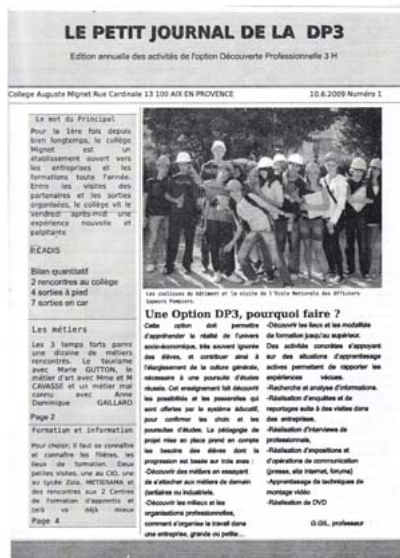 LE PETIT JOURNAL DE LA DP3
Edition annuelle des activités de l'option Découverte Professionnelle 3 H
College Auguste Mignet Rue Cardinale 13 100 AIX EN PROVENCE
10.6.2009 Numéro 1
Le mot du Principal
Pour la 1ère fois depuis
bien longtemps, le collège
Mignet est un
établissement ouvert vers
les entreprises et les
formations toute l'année.
Entre les visites des
partenaires et les sorties
organisées, le collège vit le
vendredi après-midi une
expérience nouvelle et
palpitante
P.CADIS
Bilan quantitatif
2 rencontres au collège
4 sorties à pied
7 sorties en car
Les métiers
Les 3 temps forts parmi
une dizaine de métiers
rencontrés. Le tourisme
avec Marie GUTTON, le
métier d'art avec Mme et M
CAVASSE et un métier mal
connu avec Anne
Dominique GAILLARD
Page 2
Formation et information
Pour choisir, il faut se connaître
et connaître les filières, les
lieux de formation. Deux
petites visites, une au CIO, une
au lycée Zola. METIERAMA et
des rencontres aux 2 Centres
de Formation d'apprentis et
cela va déjà mieux
Page 4
Les coulisses du bâtiment et la visite de l'Ecole Nationale des Officiers
Sapeurs Pompiers.
Une Option DP3, pourquoi faire ?
Cette option doit permettre
d'appréhender la réalité de l'univers
socio-économique, très souvent ignorée
des élèves, et contribuer ainsi à
l'élargissement de la culture générale,
nécessaire à une poursuite d'études
réussie. Cet enseignement fait découvrir
les possibilités et les passerelles qui
sont offertes par le système éducatif,
pour confirmer les choix et les
poursuites d'études. La pédagogie de
projet mise en place prend en compte
les besoins des élèves dont la
progression est basée sur trois axes :
-Découvrir des métiers en essayant
de s'attacher aux métiers de demain
(tertiaires ou industriels.
-Découvrir les milieux et les
organisations professionnelles,
comment s'organise le travail dans
une entreprise, grande ou petite...
-Découvrir les lieux et les modalités
de formation jusqu'au supérieur.
Des activités concrètes s'appuyant
sur des situations d'apprentissage
actives permettent de rapporter les
expériences vécues.
-Recherche et analyse d'informations.
-Réalisation d'enquêtes et de
reportages suite à des visites dans
des entreprises.
-Réalisation d'interviews de
professionnels,
-Réalisation d'expositions et
d'opérations de communication
(presse, site internet, forums)
-Apprentissage de techniques de
montage vidéo
-Réalisation de DVD
G.GIL, professeur